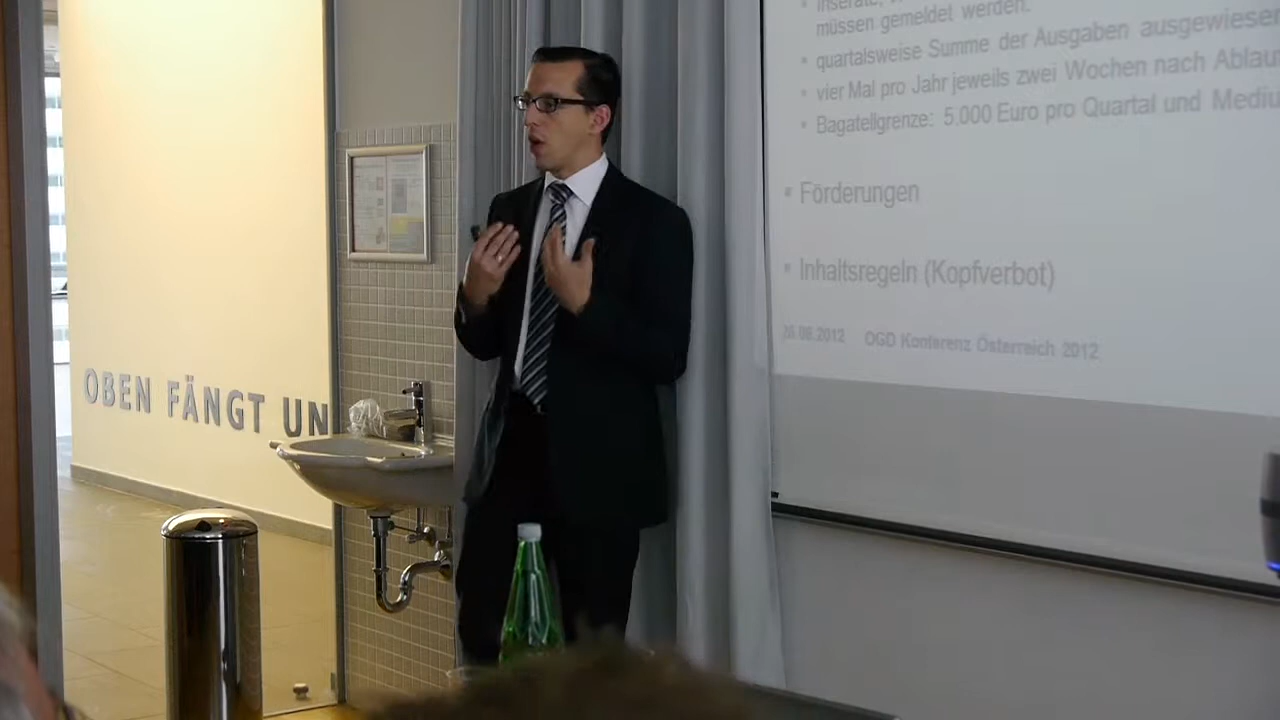 OBEN FÄNGT UN
müssen gemeldet werden.
quartalsweise Summe der Ausgaben ausgewiesen
vier Mal pro Jahr jeweils zwei Wochen nach Ablau
Bagatellgrenze: 5.000 Euro pro Quartal und Mediu
Förderungen
Inhaltsregeln (Kopfverbot)
26.08.2012 OGD Konferenz Österreich 2012